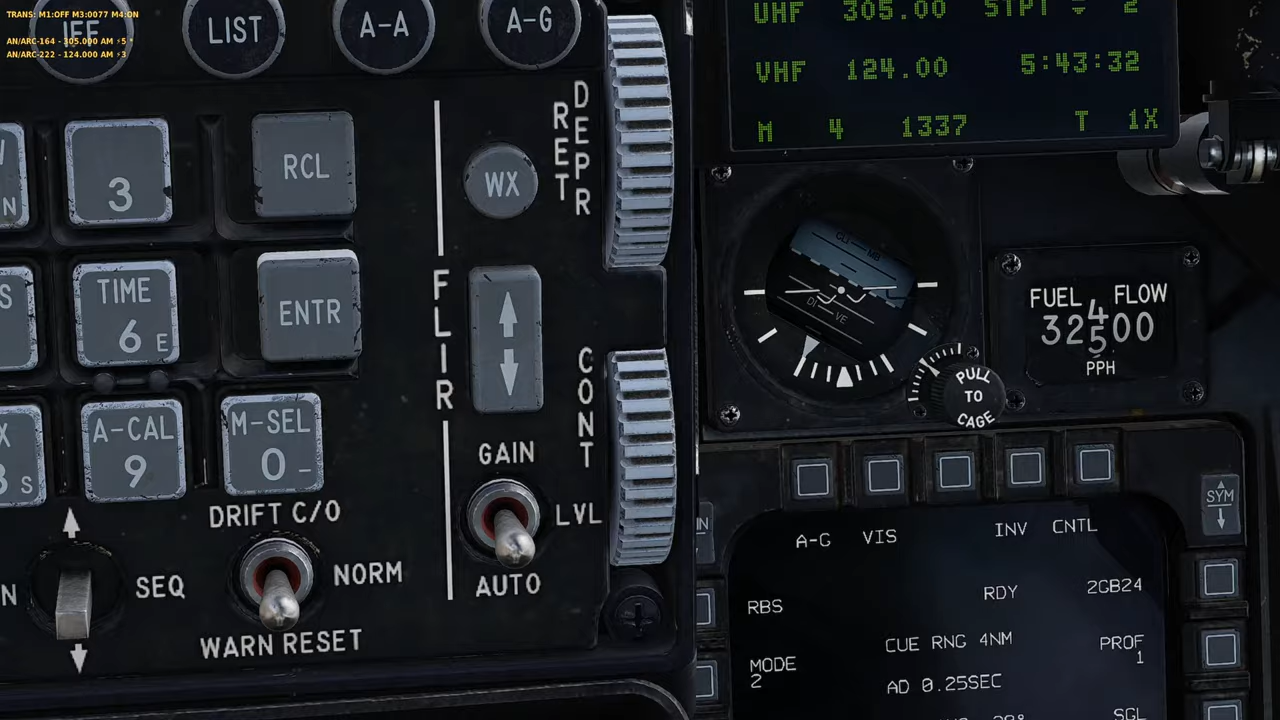 TRANS: M1:OFF M3:0077 M4:ON
AN/ARC-164 - 305.000 AM
AN/ARC-222 - 124.000 AM
IFF
LIST
A-A
A-G
RET
DEPR
3
RCL
WX
N
TIME
6 E
ENTR
S
FLIR
CONT
A-CAL
9
M-SEL
0 -
S
GAIN
LVL
AUTO
DRIFT C/O
NORM
WARN RESET
SEQ
N
UHF 305.00 STPT 2
VHF 124.00 5:43:32
M 4 1337 T 1X
FUEL FLOW
PPH
PULL
TO
CAGE
SYM
A-G VIS INV CNTL
RBS RDY 2GB24
CUE RNG 4NM PROF
1
MODE
2
AD 0.25SEC
SGL